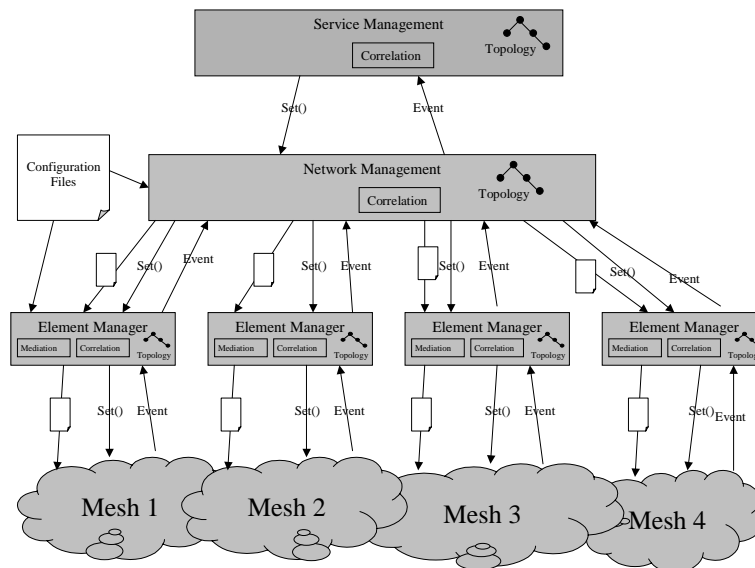 Service Management
Topology
Correlation
Set()
Event
Configuration
Files
Network Management
Topology
Correlation
Set()
Event
Set()
Event
Set()
Event
Set()
Event
Element Manager
Mediation
Correlation
Topology
Element Manager
Mediation
Correlation
Topology
Element Manager
Mediation
Correlation
Topology
Element Manager
Mediation
Correlation
Topology
Set()
Event
Set()
Event
Set()
Event
Set()
Event
Mesh 1
Mesh 2
Mesh 3
Mesh 4